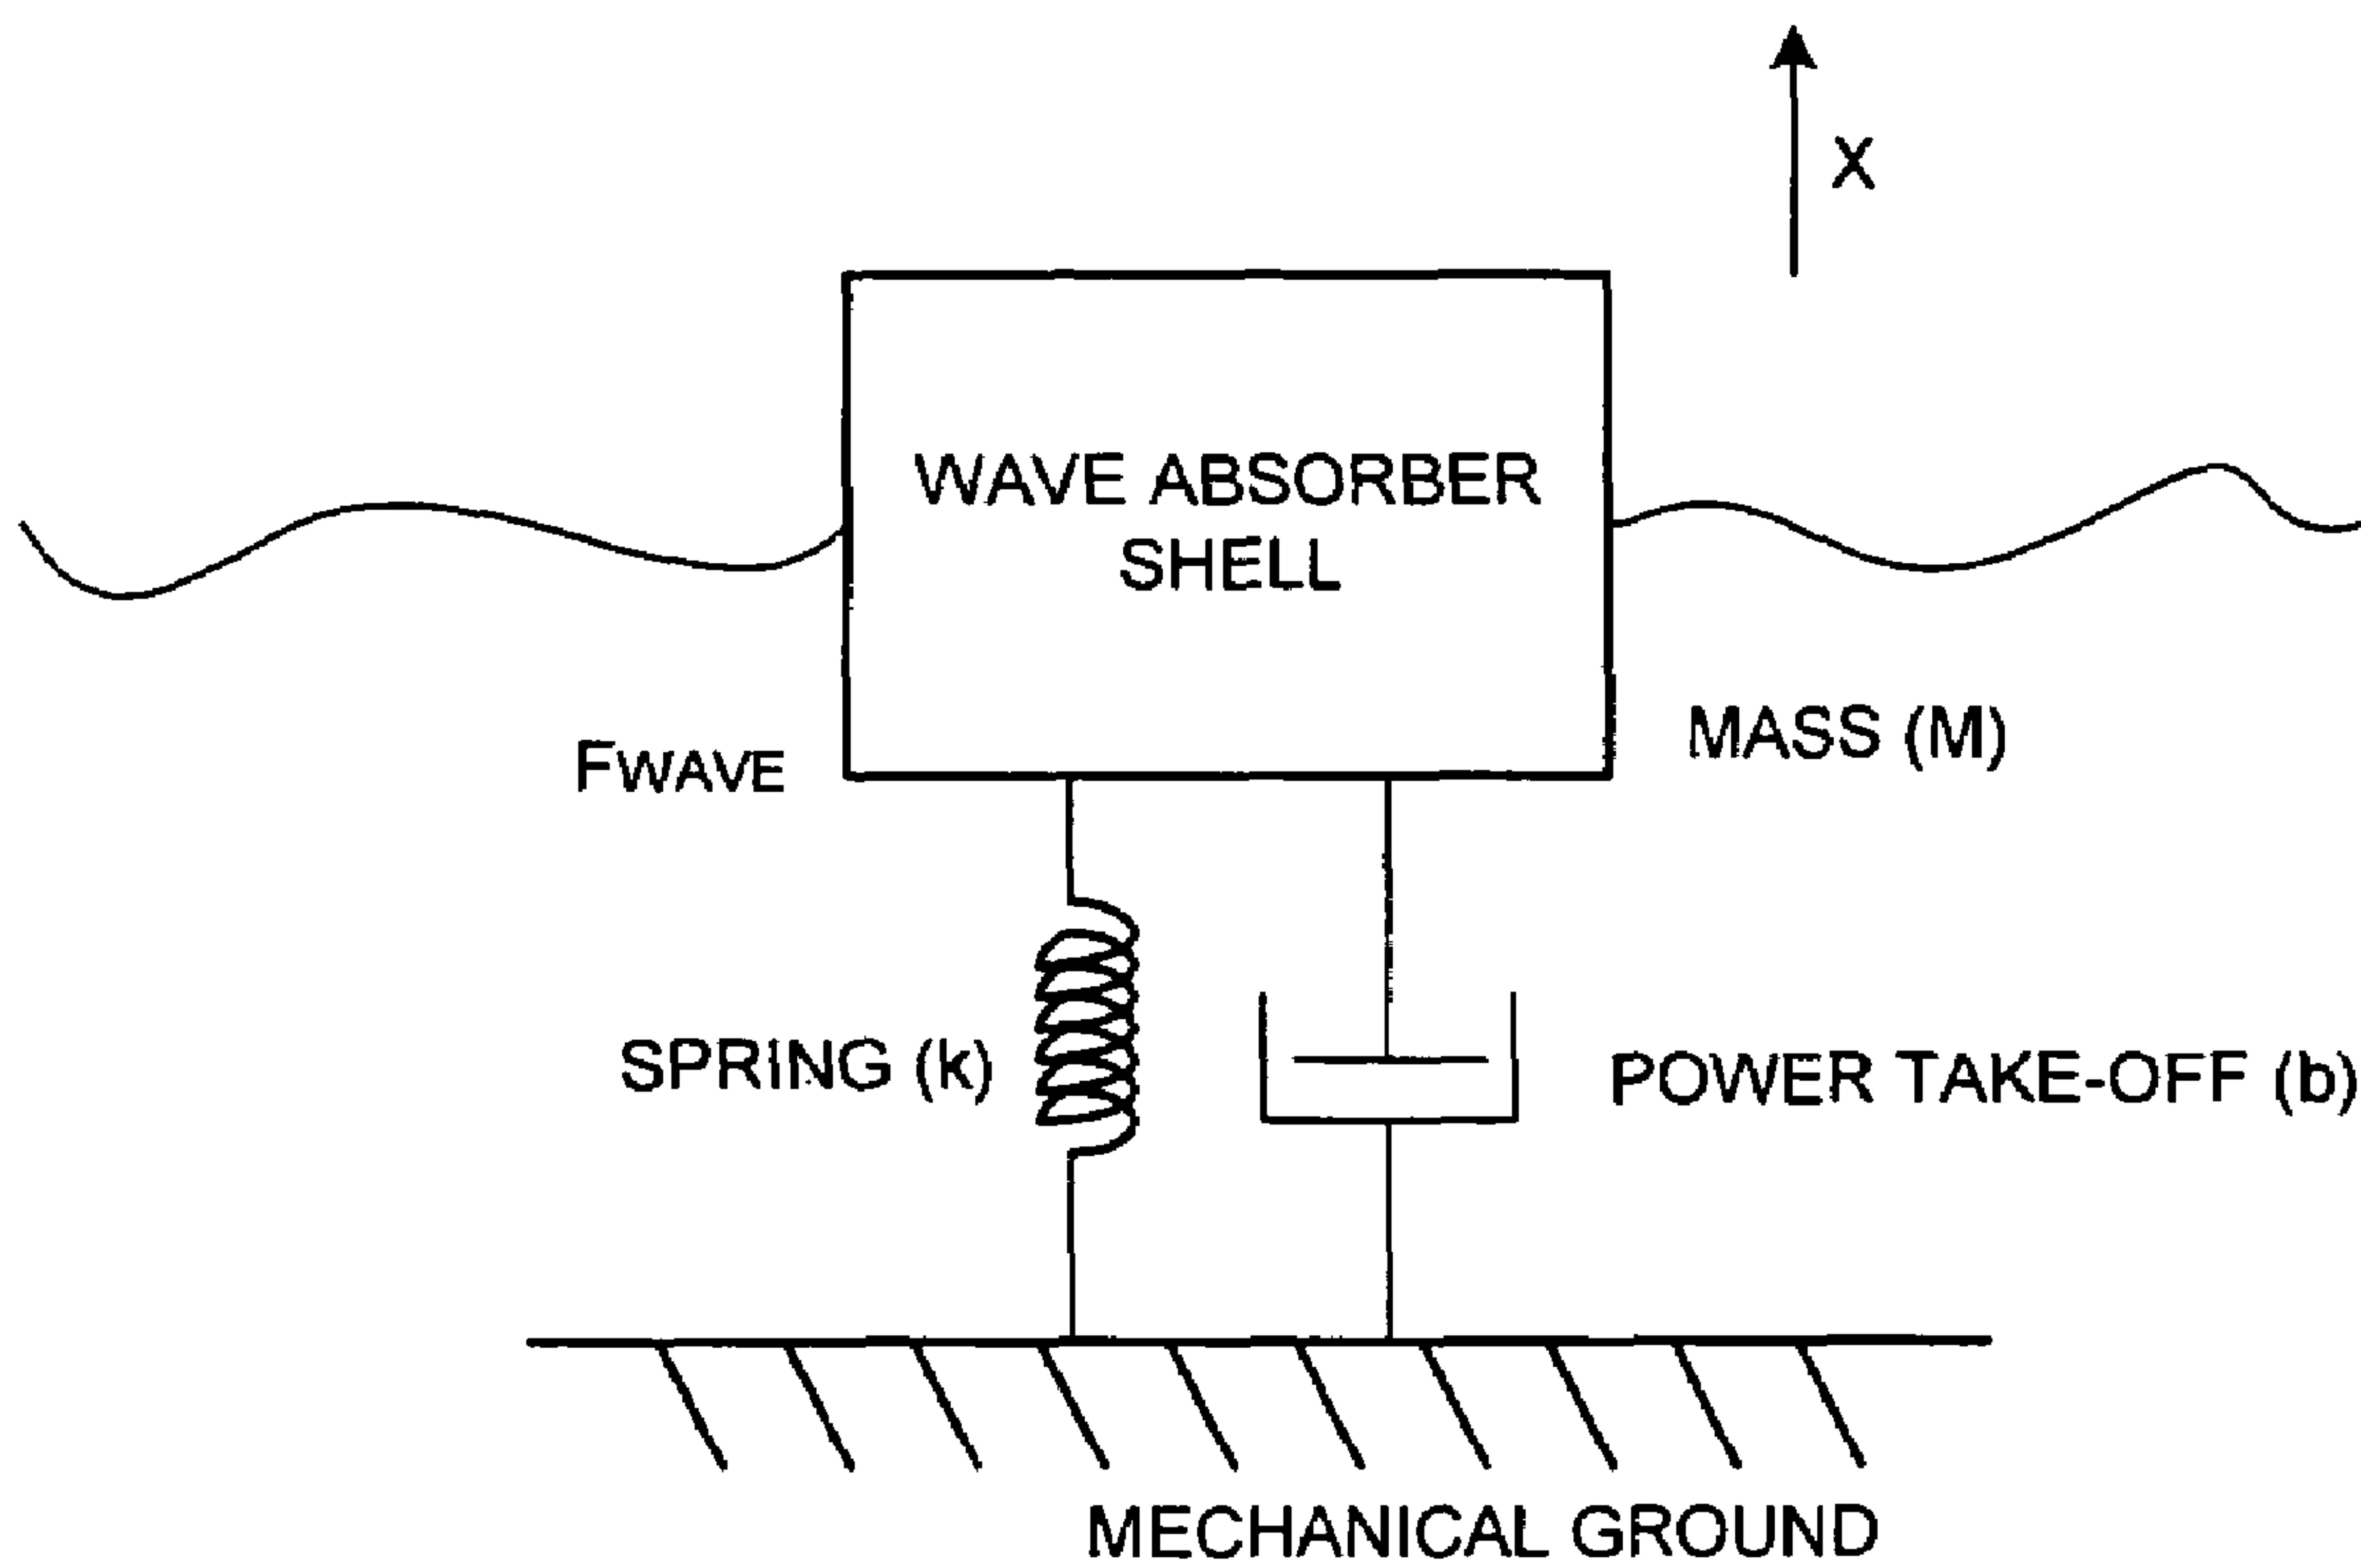 X
WAVE ABSORBER
SHELL
FWAVE
MASS (M)
SPRING (k)
POWER TAKE-OFF (b)
MECHANICAL GROUND